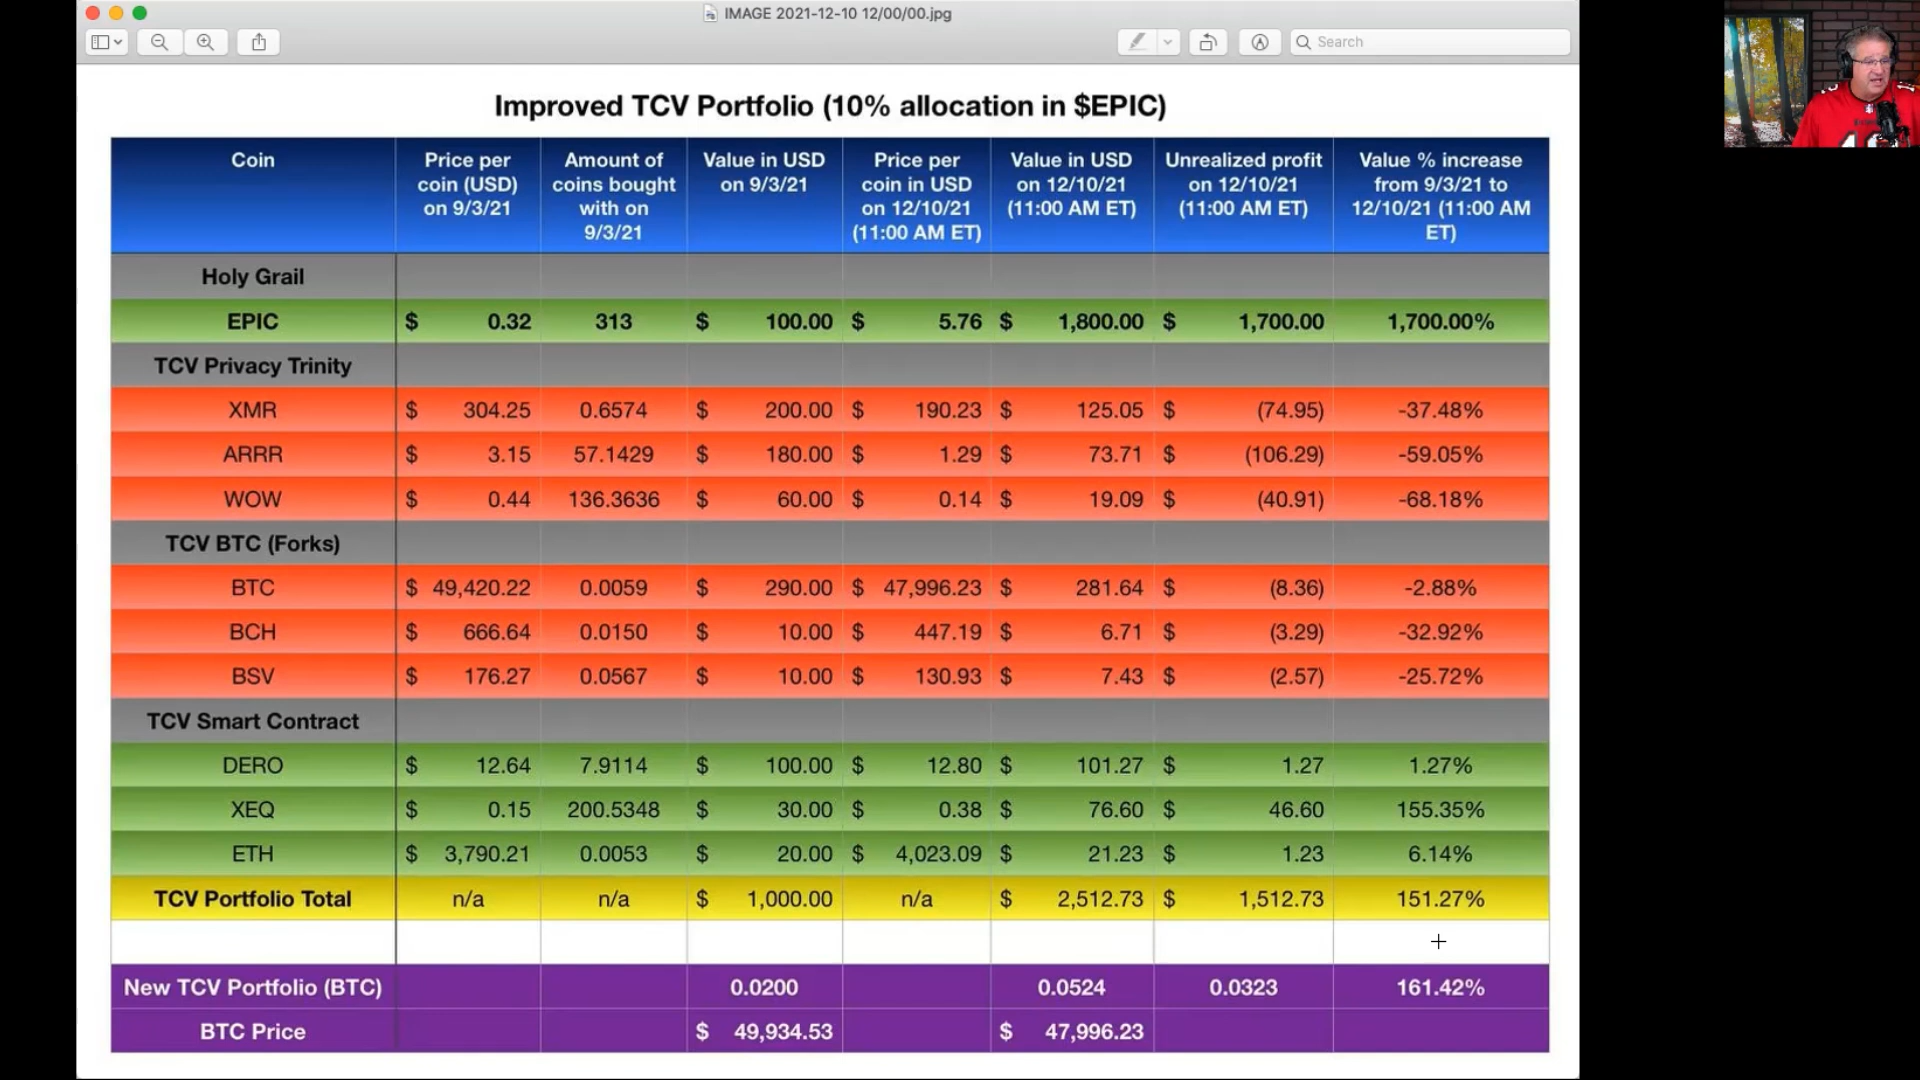 IMAGE 2021-12-10 12/00/00.jpg
Search
Improved TCV Portfolio (10% allocation in $EPIC)
Coin
Price per
coin (USD)
on 9/3/21
Amount of
coins bought
with on
9/3/21
Value in USD
on 9/3/21
Price per
coin in USD
on 12/10/21
(11:00 AM ET)
Value in USD
on 12/10/21
(11:00 AM ET)
Unrealized profit
on 12/10/21
(11:00 AM ET)
Value % increase
from 9/3/21 to
12/10/21 (11:00 AM
ET)
Holy Grail
EPIC $ 0.32 313 $ 100.00 $ 5.76 $ 1,800.00 $ 1,700.00 1,700.00%
TCV Privacy Trinity
XMR $ 304.25 0.6574 $ 200.00 $ 190.23 $ 125.05 $ (74.95) -37.48%
ARRR $ 3.15 57.1429 $ 180.00 $ 1.29 $ 73.71 $ (106.29) -59.05%
WOW $ 0.44 136.3636 $ 60.00 $ 0.14 $ 19.09 $ (40.91) -68.18%
TCV BTC (Forks)
BTC $ 49,420.22 0.0059 $ 290.00 $ 47,996.23 $ 281.64 $ (8.36) -2.88%
BCH $ 666.64 0.0150 $ 10.00 $ 447.19 $ 6.71 $ (3.29) -32.92%
BSV $ 176.27 0.0567 $ 10.00 $ 130.93 $ 7.43 $ (2.57) -25.72%
TCV Smart Contract
DERO $ 12.64 7.9114 $ 100.00 $ 12.80 $ 101.27 $ 1.27 1.27%
XEQ $ 0.15 200.5348 $ 30.00 $ 0.38 $ 76.60 $ 46.60 155.35%
ETH $ 3,790.21 0.0053 $ 20.00 $ 4,023.09 $ 21.23 $ 1.23 6.14%
TCV Portfolio Total n/a n/a $ 1,000.00 n/a $ 2,512.73 $ 1,512.73 151.27%
New TCV Portfolio (BTC) 0.0200 0.0524 0.0323 161.42%
BTC Price $ 49,934.53 $ 47,996.23